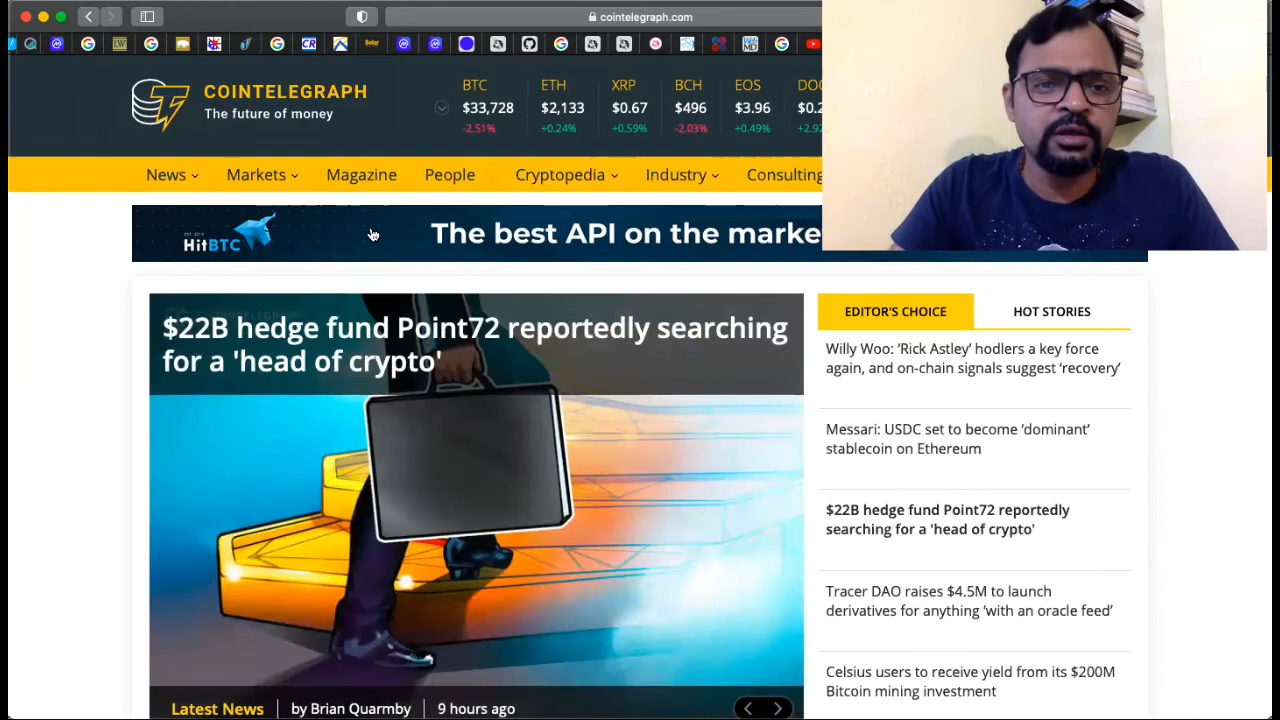 cointelegraph.com
COINTELEGRAPH
The future of money
BTC
$33,728
-2.51%
ETH
$2,133
+0.24%
XRP
$0.67
+0.59%
BCH
$496
-2.03%
EOS
$3.96
+0.49%
News
Markets
Magazine
People
Cryptopedia
Industry
Consulting
HitBTC
The best API on the marke
$22B hedge fund Point72 reportedly searching
for a 'head of crypto'
Latest News
by Brian Quarmby
9 hours ago
EDITOR'S CHOICE
HOT STORIES
Willy Woo: ‘Rick Astley’ hodlers a key force
again, and on-chain signals suggest ‘recovery’
Messari: USDC set to become ‘dominant’
stablecoin on Ethereum
$22B hedge fund Point72 reportedly
searching for a 'head of crypto'
Tracer DAO raises $4.5M to launch
derivatives for anything ‘with an oracle feed’
Celsius users to receive yield from its $200M
Bitcoin mining investment